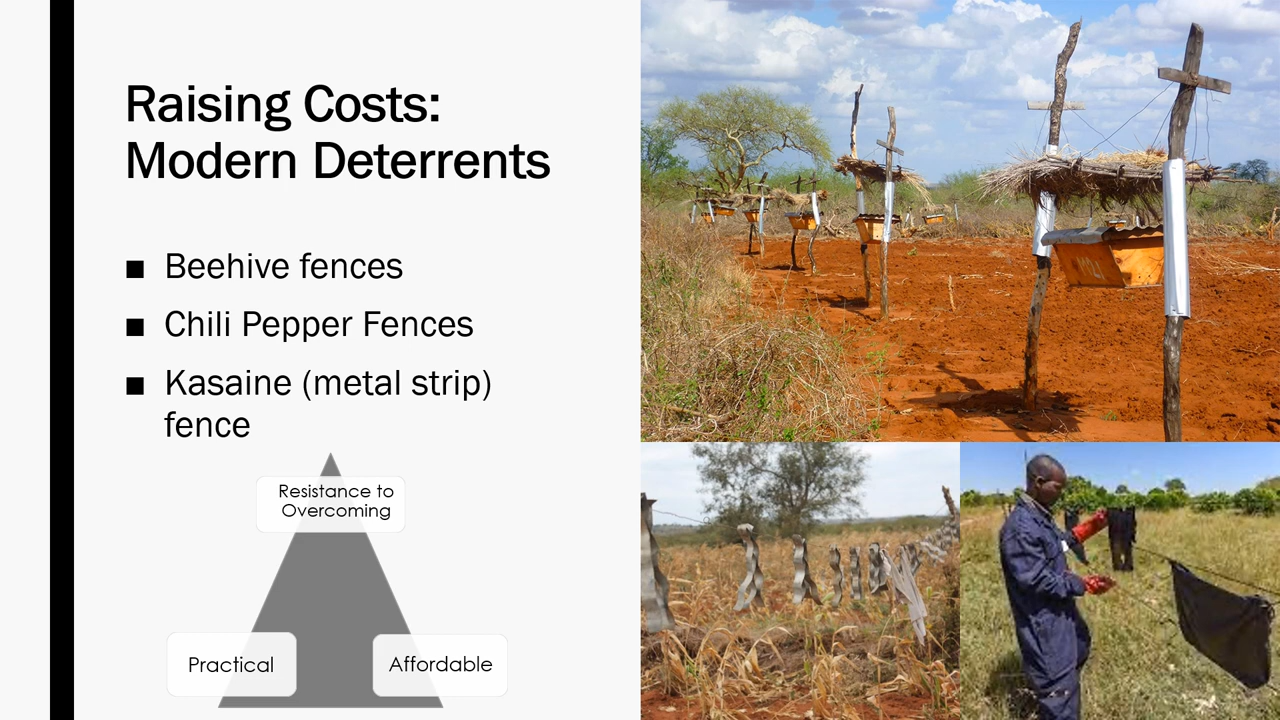 Raising Costs:
Modern Deterrents
■ Beehive fences
■ Chili Pepper Fences
■ Kasaine (metal strip)
fence
Resistance to
Overcoming
Practical
Affordable